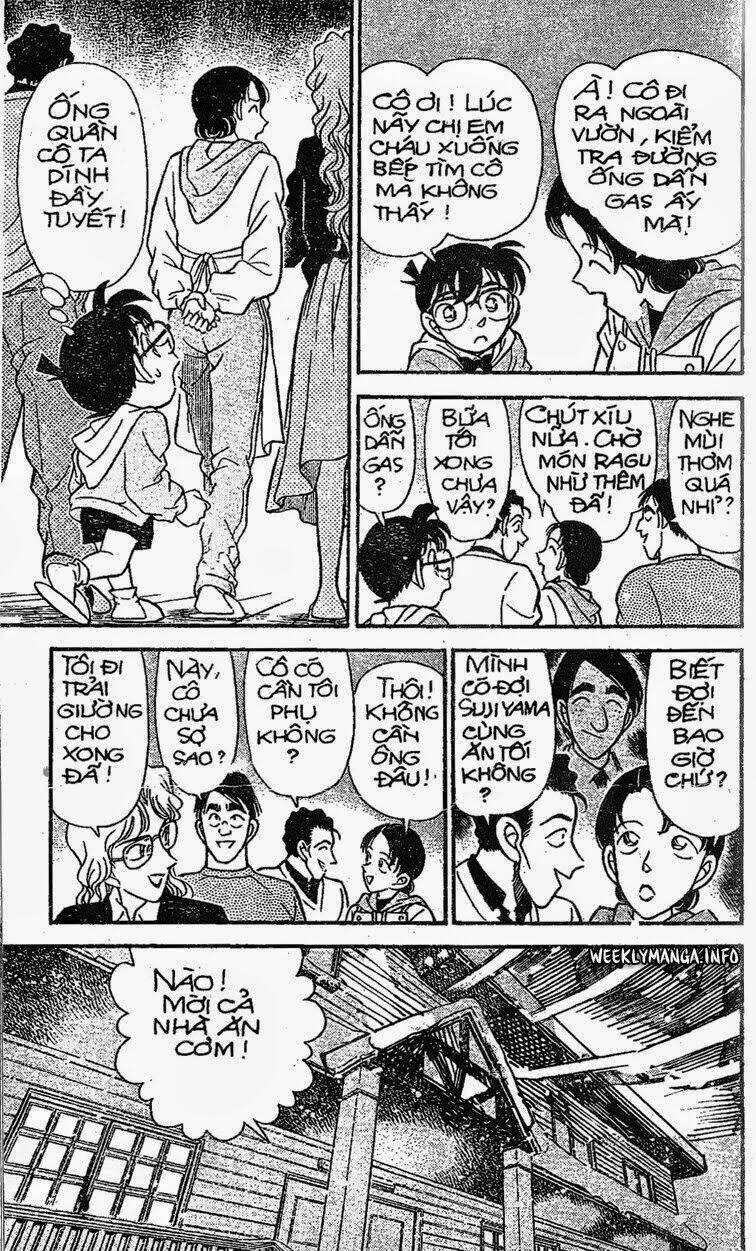 À! CÔ ĐI
RA NGOÀI
VƯỜN, KIỂM
TRA ĐƯỜNG
ỐNG DẪN
GAS ẤY
MÀ!
CÔ ƠI! LÚC
NÃY CHỊ EM
CHÁU XUỐNG
BẾP TÌM CÔ
MÀ KHÔNG
THẤY!
ỐNG
QUẦN
CÔ TA
DÍNH
ĐẦY
TUYẾT!
NGHE
MÙI
THƠM
QUÁ
NHỈ?
CHÚT XÍU
NỮA. CHỜ
MÓN RAGU
NHỪ THÊM
ĐÃ!
BỮA
TỐI
XONG
CHƯA
VẬY?
ỐNG
DẪN
GAS
?
BIẾT
ĐỢI
ĐẾN
BAO
GIỜ
CHỨ?
MÌNH
CÓ ĐỢI
SUJIYAMA
CÙNG
ĂN TỐI
KHÔNG
?
THÔI!
KHÔNG
CẦN
ÔNG
ĐÂU!
CÔ CÓ
CẦN TÔI
PHỤ
KHÔNG
?
NÀY,
CÔ
CHƯA
SỢ
SAO?
TÔI ĐI
TRẢI
GIƯỜNG
CHO
XONG
ĐÃ!
WEEKLYMANGA.INFO
NÀO!
MỜI CẢ
NHÀ ĂN
CƠM!